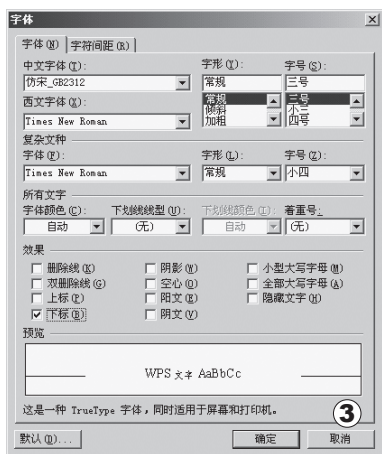 字体
字体(N) 字符间距(R)
中文字体(T): 字形(Y): 字号(S):
仿宋_GB2312 常规 三号
西文字体(X): 常规 三号
倾斜 小三
Times New Roman 加粗 四号
复杂文种
字体(F): 字形(L): 字号(Z):
Times New Roman 常规 小四
所有文字
字体颜色(C): 下划线线型(U): 下划线颜色(I): 着重号:
自动 (无) 自动 (无)
效果
删除线(K) 阴影(W) 小型大写字母(M)
双删除线(G) 空心(O) 全部大写字母(A)
上标(P) 阳文(E) 隐藏文字(H)
下标(B) 阴文(V)
预览
WPS文字 AaBbCc
这是一种 TrueType 字体，同时适用于屏幕和打印机。
③
默认(D)... 确定 取消